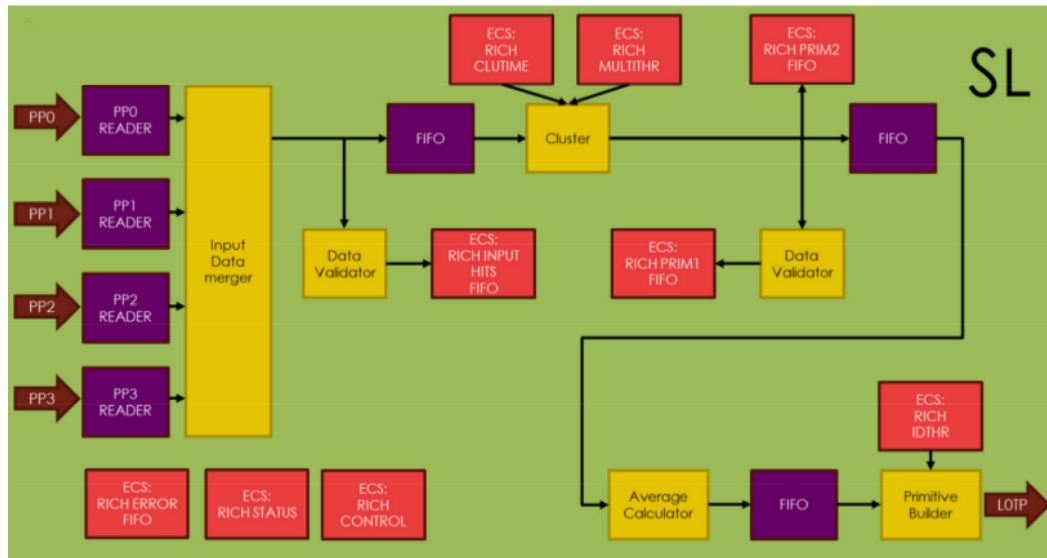 ECS:
RICH
CLUTIME
ECS:
RICH
MULTITHR
ECS:
RICH PRIM2
FIFO
SL
PP0
PP0
READER
FIFO
Cluster
FIFO
PP1
PP1
READER
Input
Data
merger
Data
Validator
ECS:
RICH INPUT
HITS
FIFO
ECS:
RICH PRIM1
FIFO
Data
Validator
PP2
PP2
READER
PP3
PP3
READER
ECS:
RICH
IDTHR
ECS:
RICH ERROR
FIFO
ECS:
RICH STATUS
ECS:
RICH
CONTROL
Average
Calculator
FIFO
Primitive
Builder
L0TP